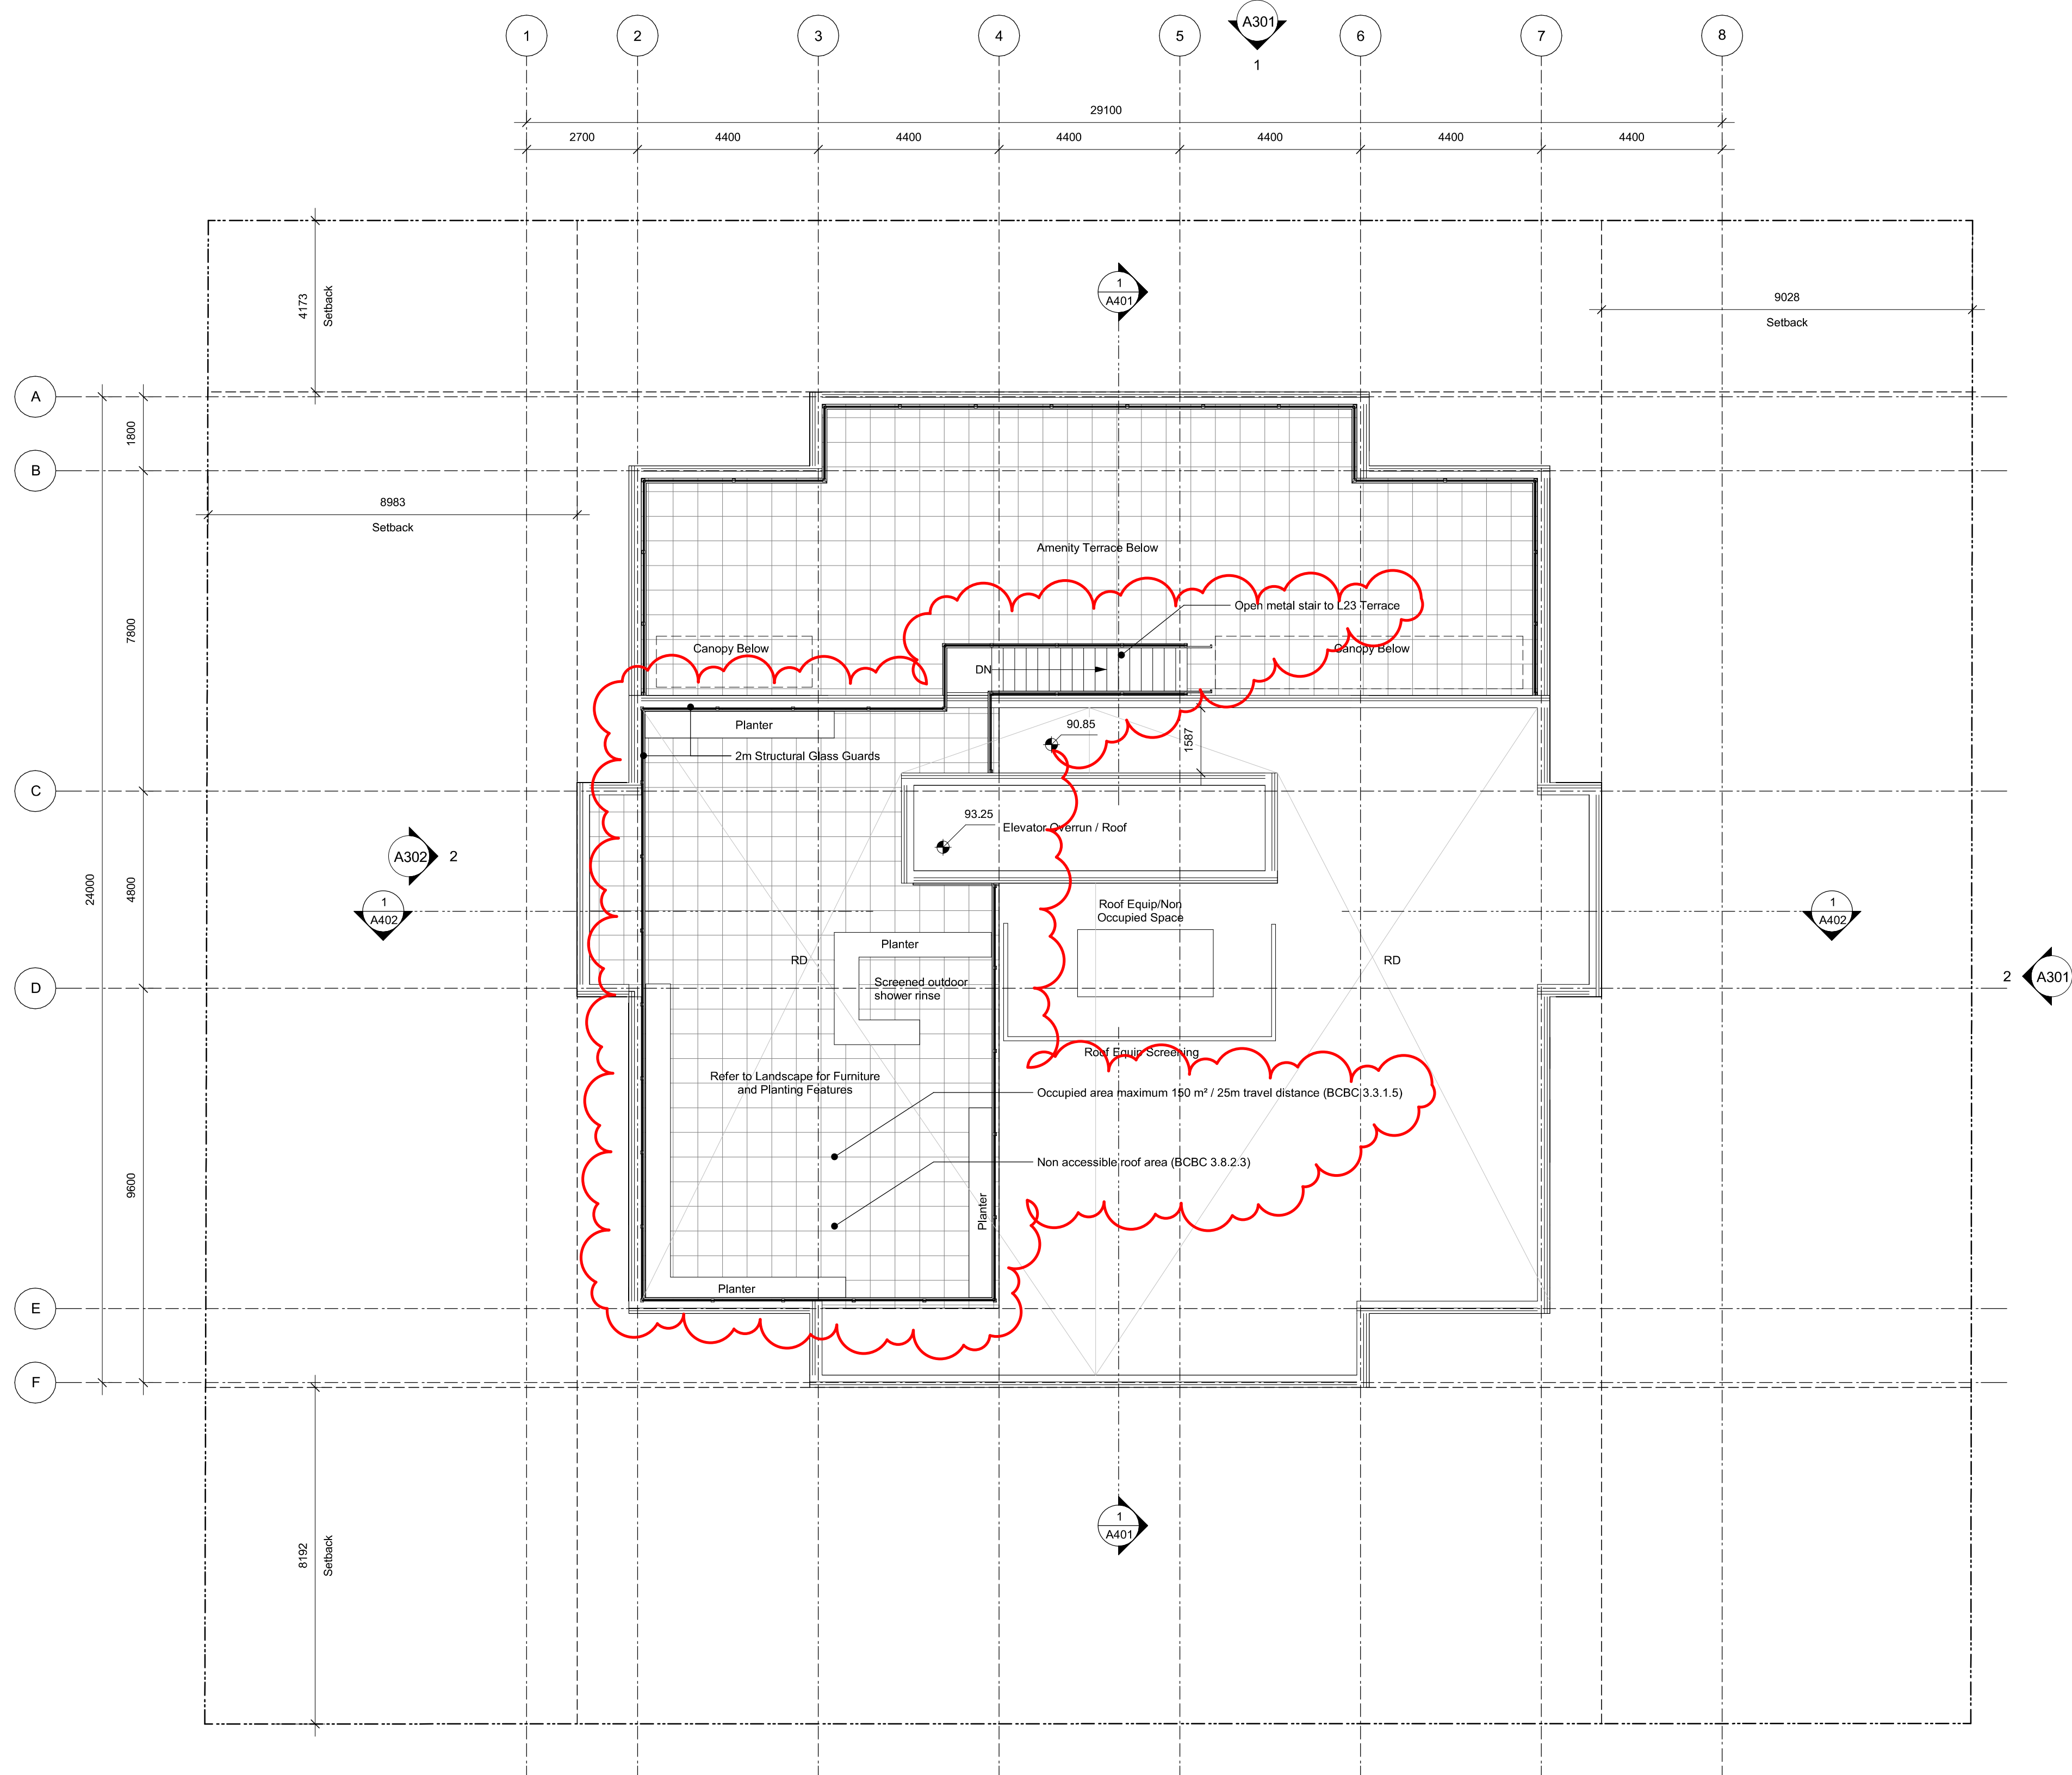 A301
1
1
2
3
4
5
6
7
8
29100
2700
4400
4400
4400
4400
4400
4400
4173
Setback
1
A401
9028
Setback
A
B
C
D
E
F
1800
7800
4800
9600
24000
8983
Setback
Amenity Terrace Below
Open metal stair to L23 Terrace
Canopy Below
Canopy Below
DN
Planter
90.85
1587
2m Structural Glass Guards
93.25
Elevator Overrun / Roof
A302
2
1
A402
Roof Equip/Non
Occupied Space
1
A402
Planter
RD
RD
Screened outdoor
shower rinse
2
A301
Roof Equip Screening
Refer to Landscape for Furniture
and Planting Features
Occupied area maximum 150 m² / 25m travel distance (BCBC 3.3.1.5)
Non accessible roof area (BCBC 3.8.2.3)
Planter
Planter
1
A401
8192
Setback